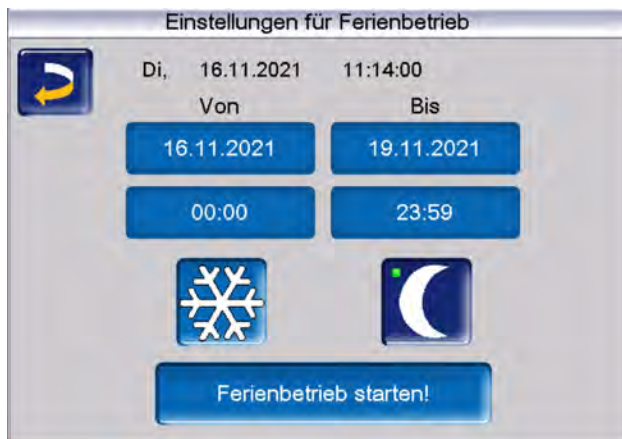 Einstellungen für Ferienbetrieb
Di, 16.11.2021 11:14:00
Von Bis
16.11.2021 19.11.2021
00:00 23:59
Ferienbetrieb starten!